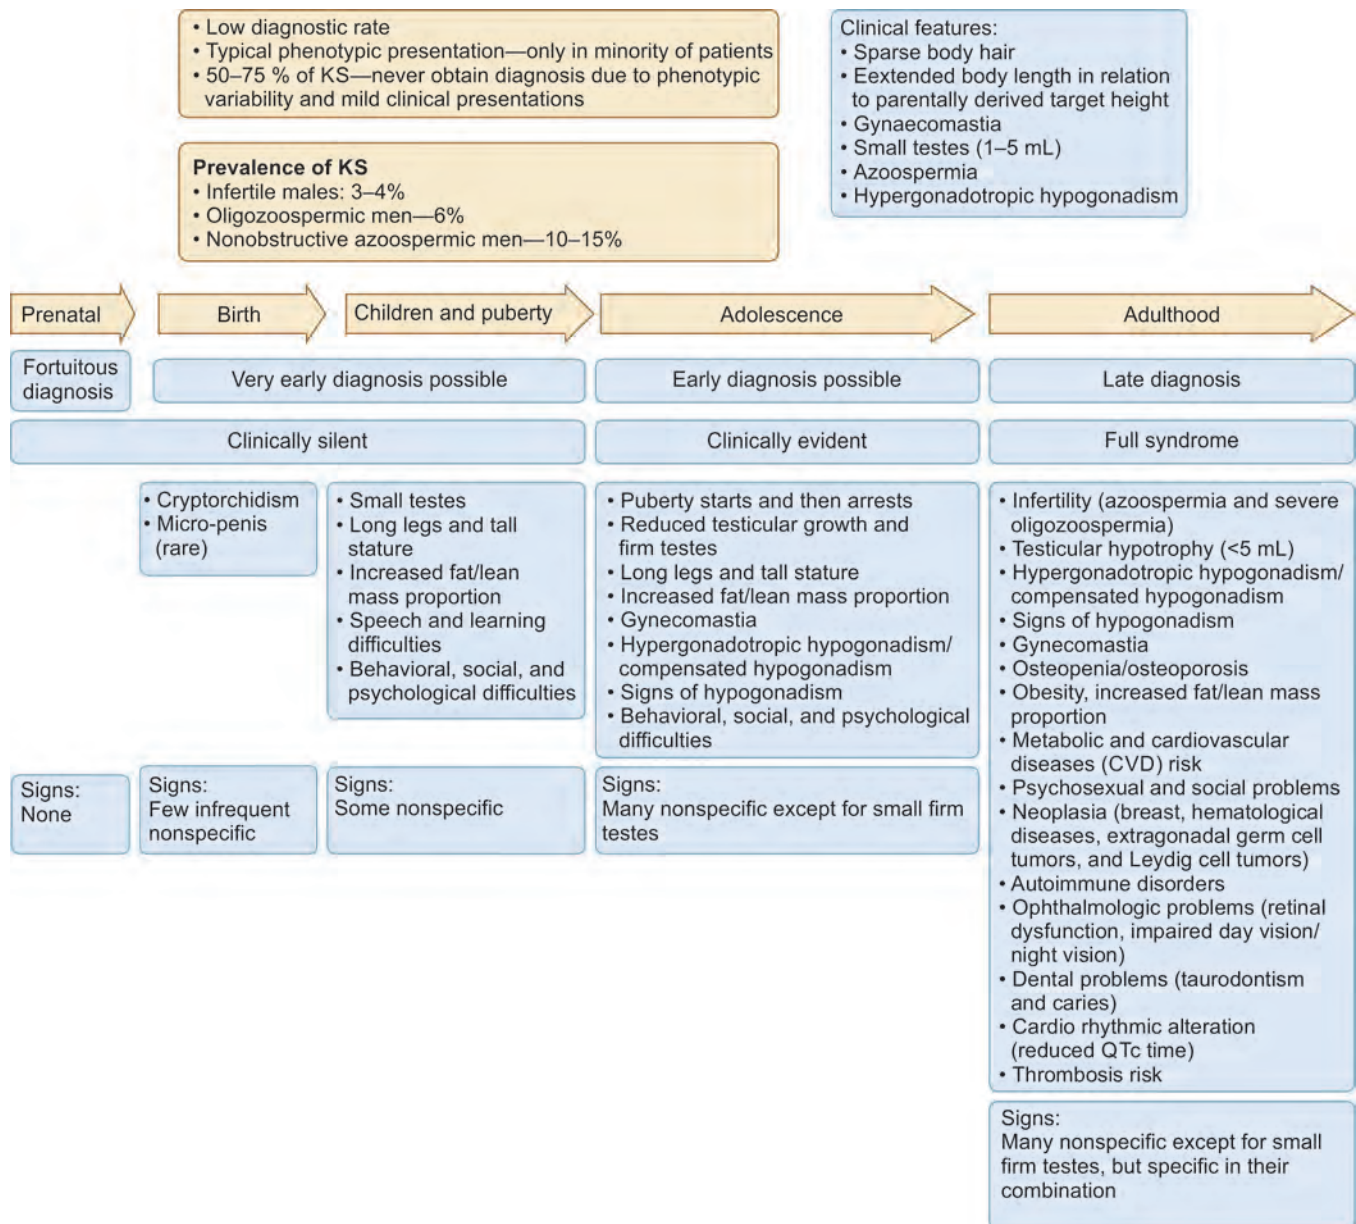 • Low diagnostic rate
• Typical phenotypic presentation—only in minority of patients
• 50–75 % of KS—never obtain diagnosis due to phenotypic
variability and mild clinical presentations
Prevalence of KS
• Infertile males: 3–4%
• Oligozoospermic men—6%
• Nonobstructive azoospermic men—10–15%
Clinical features:
• Sparse body hair
• Eextended body length in relation
to parentally derived target height
• Gynaecomastia
• Small testes (1–5 mL)
• Azoospermia
• Hypergonadotropic hypogonadism
Prenatal
Birth
Children and puberty
Adolescence
Adulthood
Fortuitous
diagnosis
Very early diagnosis possible
Early diagnosis possible
Late diagnosis
Clinically silent
Clinically evident
Full syndrome
• Cryptorchidism
• Micro-penis
(rare)
• Small testes
• Long legs and tall
stature
• Increased fat/lean
mass proportion
• Speech and learning
difficulties
• Behavioral, social, and
psychological difficulties
• Puberty starts and then arrests
• Reduced testicular growth and
firm testes
• Long legs and tall stature
• Increased fat/lean mass proportion
• Gynecomastia
• Hypergonadotropic hypogonadism/
compensated hypogonadism
• Signs of hypogonadism
• Behavioral, social, and psychological
difficulties
• Infertility (azoospermia and severe
oligozoospermia)
• Testicular hypotrophy (<5 mL)
• Hypergonadotropic hypogonadism/
compensated hypogonadism
• Signs of hypogonadism
• Gynecomastia
• Osteopenia/osteoporosis
• Obesity, increased fat/lean mass
proportion
• Metabolic and cardiovascular
diseases (CVD) risk
• Psychosexual and social problems
• Neoplasia (breast, hematological
diseases, extragonadal germ cell
tumors, and Leydig cell tumors)
• Autoimmune disorders
• Ophthalmologic problems (retinal
dysfunction, impaired day vision/
night vision)
• Dental problems (taurodontism
and caries)
• Cardio rhythmic alteration
(reduced QTc time)
• Thrombosis risk
Signs:
None
Signs:
Few infrequent
nonspecific
Signs:
Some nonspecific
Signs:
Many nonspecific except for small firm
testes
Signs:
Many nonspecific except for small
firm testes, but specific in their
combination